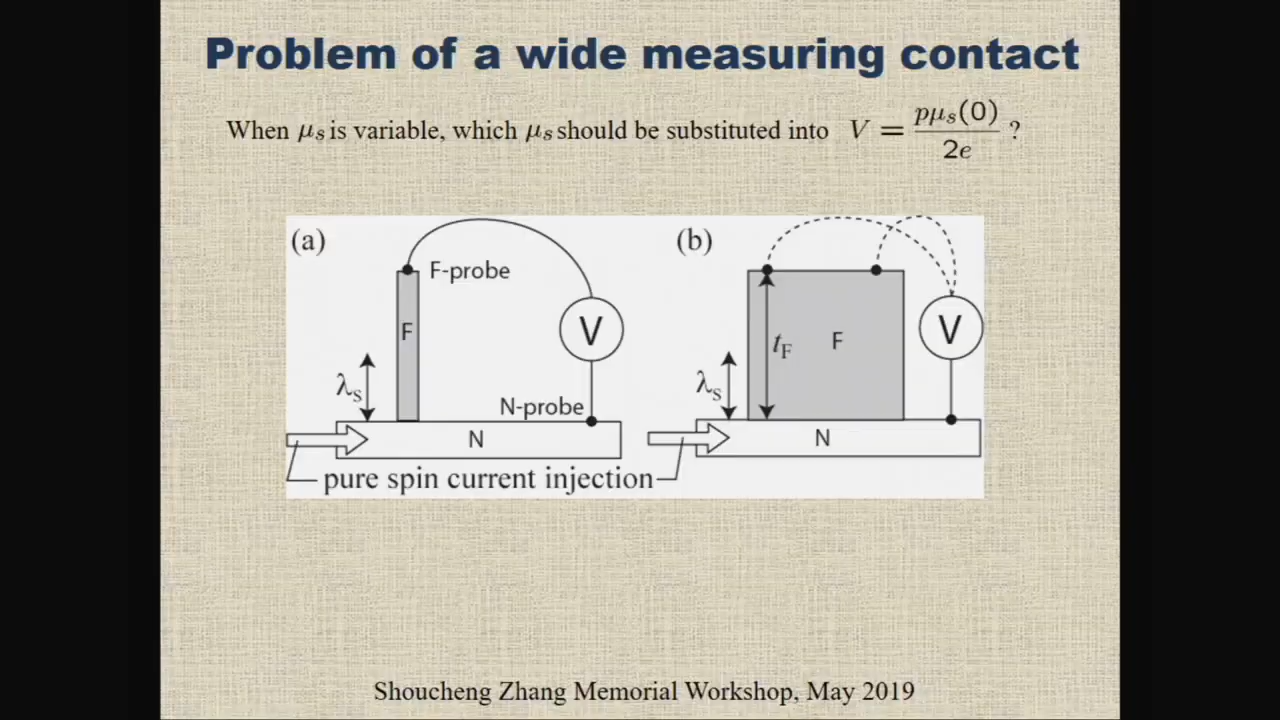 Problem of a wide measuring contact
When μₛ is variable, which μₛ should be substituted into V = pμₛ(0) / 2e ?
(a)
F-probe
F
V
λₛ
N-probe
N
(b)
F
t_F
V
λₛ
N
pure spin current injection
Shoucheng Zhang Memorial Workshop, May 2019